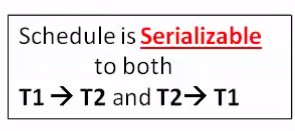 Schedule is Serializable
to both
T1 → T2 and T2→ T1